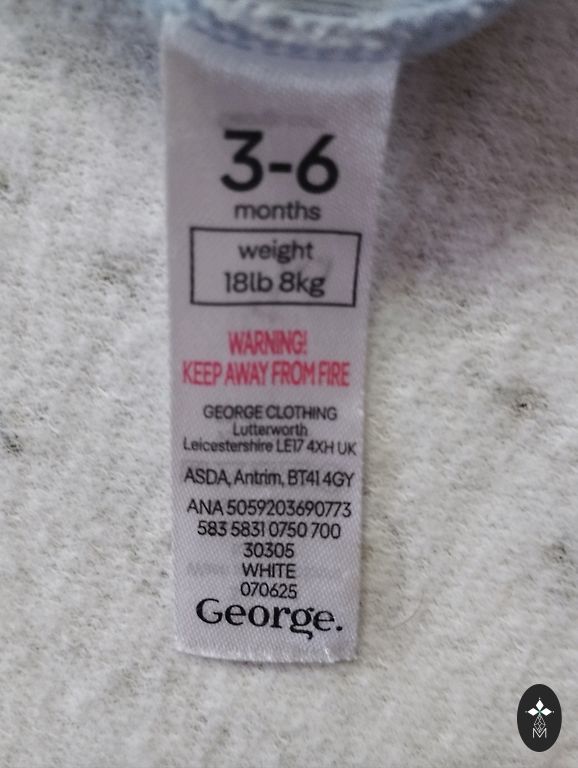 3-6
months
weight
18lb 8kg
WARNING!
KEEP AWAY FROM FIRE
GEORGE CLOTHING
Lutterworth
Leicestershire LE17 4XH UK
ASDA, Antrim, BT41 4GY
ANA 5059203690773
583 5831 0750 700
30305
WHITE
070625
George.
M